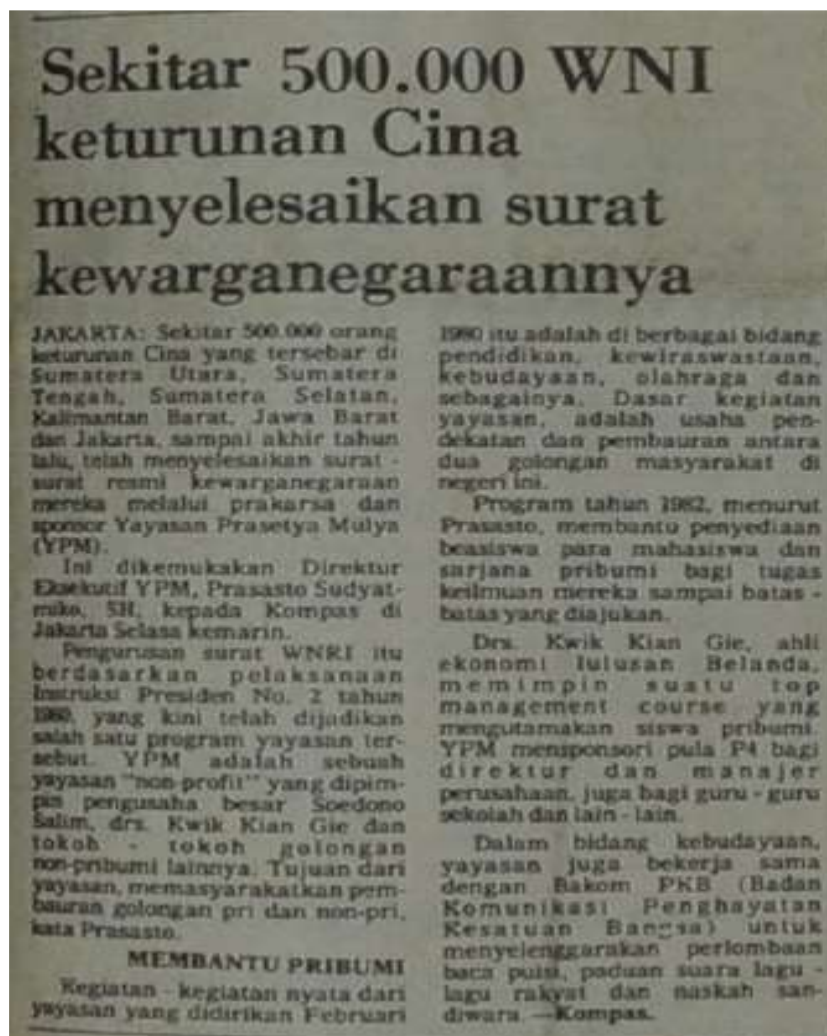 Sekitar 500.000 WNI
keturunan Cina
menyelesaikan surat
kewarganegaraannya
JAKARTA: Sekitar 500.000 orang
keturunan Cina yang tersebar di
Sumatera Utara, Sumatera
Tengah, Sumatera Selatan,
Kalimantan Barat, Jawa Barat
dan Jakarta, sampai akhir tahun
lalu, telah menyelesaikan surat -
surat resmi kewarganegaraan
mereka melalui prakarsa dan
sponsor Yayasan Prasetya Mulya
(YPM).
Ini dikemukakan Direktur
Eksekutif YPM, Prasasto Sudyat-
miko, SH, kepada Kompas di
Jakarta Selasa kemarin.
Pengurusan surat WNRI itu
berdasarkan pelaksanaan
Instruksi Presiden No. 2 tahun
1980, yang kini telah dijadikan
salah satu program yayasan ter-
sebut. YPM adalah sebuah
yayasan "non-profit" yang dipim-
pin pengusaha besar Soedono
Salim, drs. Kwik Kian Gie dan
tokoh - tokoh golongan
non-pribumi lainnya. Tujuan dari
yayasan, memasyarakatkan pem-
bauran golongan pri dan non-pri,
kata Prasasto.
MEMBANTU PRIBUMI
Kegiatan - kegiatan nyata dari
yayasan yang didirikan Februari
1980 itu adalah di berbagai bidang
pendidikan, kewiraswastaan,
kebudayaan, olahraga dan
sebagainya. Dasar kegiatan
yayasan, adalah usaha pen-
dekatan dan pembauran antara
dua golongan masyarakat di
negeri ini.
Program tahun 1982, menurut
Prasasto, membantu penyediaan
beasiswa para mahasiswa dan
sarjana pribumi bagi tugas
keilmuan mereka sampai batas -
batas yang diajukan.
Drs. Kwik Kian Gie, ahli
ekonomi lulusan Belanda,
memimpin suatu top
management course yang
mengutamakan siswa pribumi.
YPM mensponsori pula P4 bagi
direktur dan manajer
perusahaan, juga bagi guru - guru
sekolah dan lain - lain.
Dalam bidang kebudayaan,
yayasan juga bekerja sama
dengan Bakom PKB (Badan
Komunikasi Penghayatan
Kesatuan Bangsa) untuk
menyelenggarakan perlombaan
baca puisi, paduan suara lagu -
lagu rakyat dan naskah san-
diwara. —Kompas.